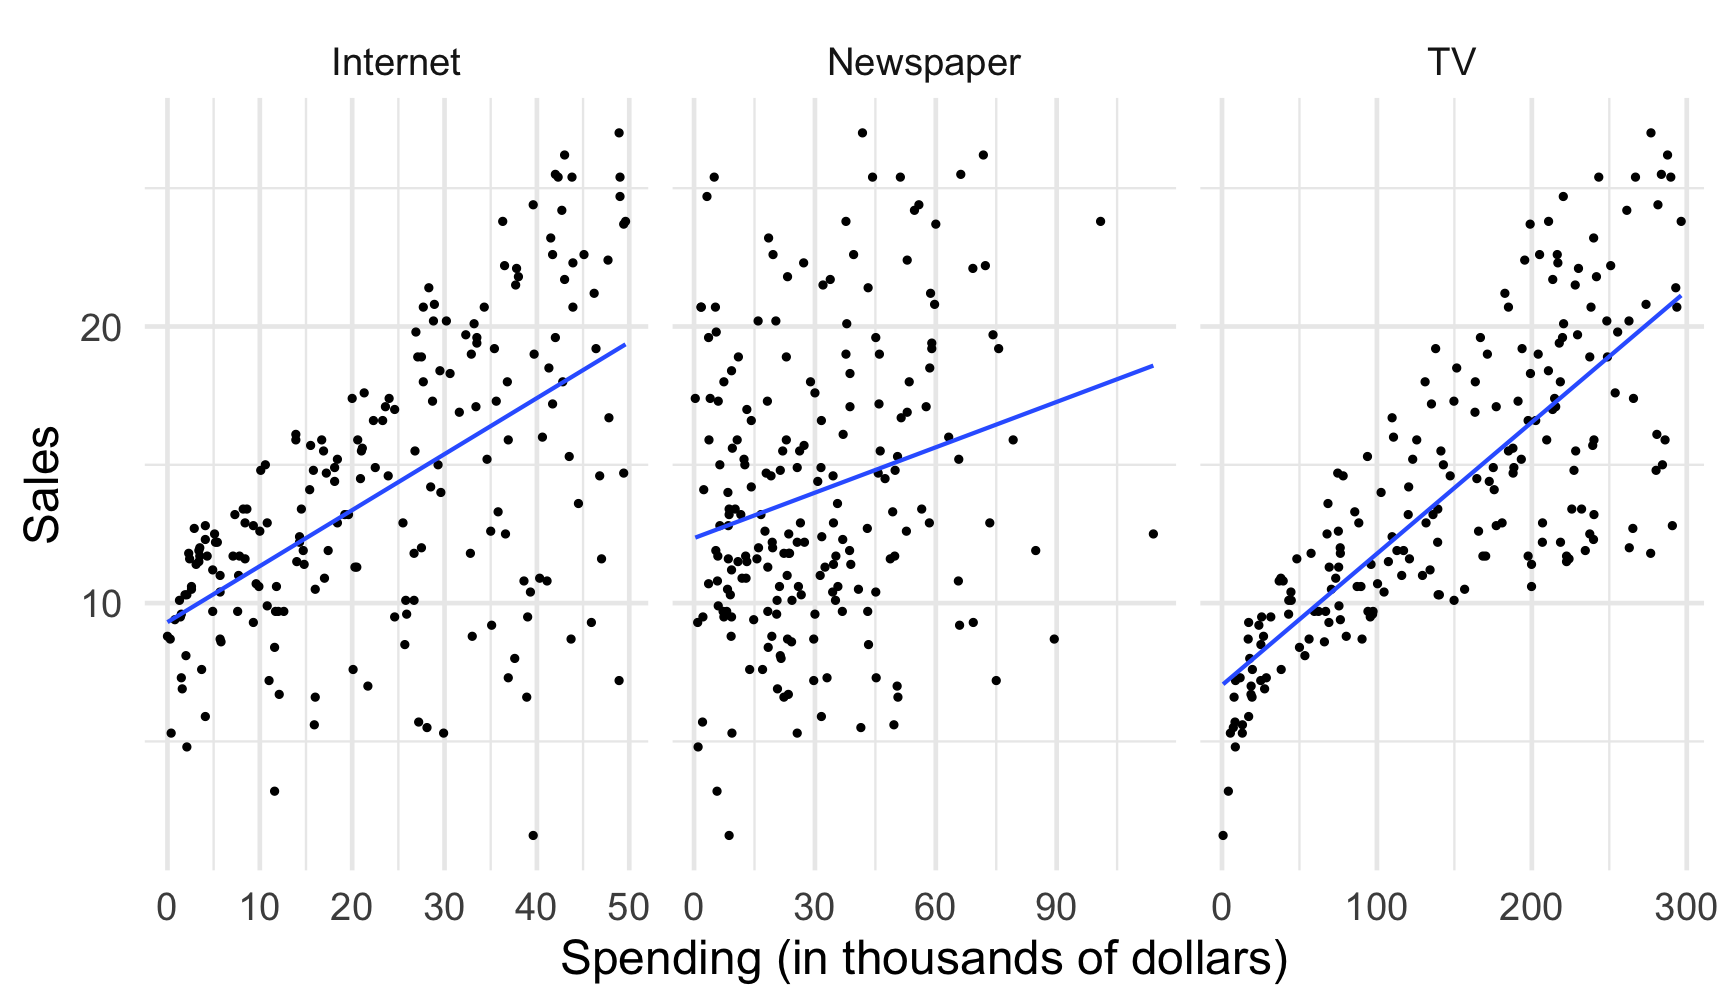 Internet Newspaper TV
Sales
20
10
0 10 20 30 40 50 0 30 60 90 0 100 200 300
Spending (in thousands of dollars)